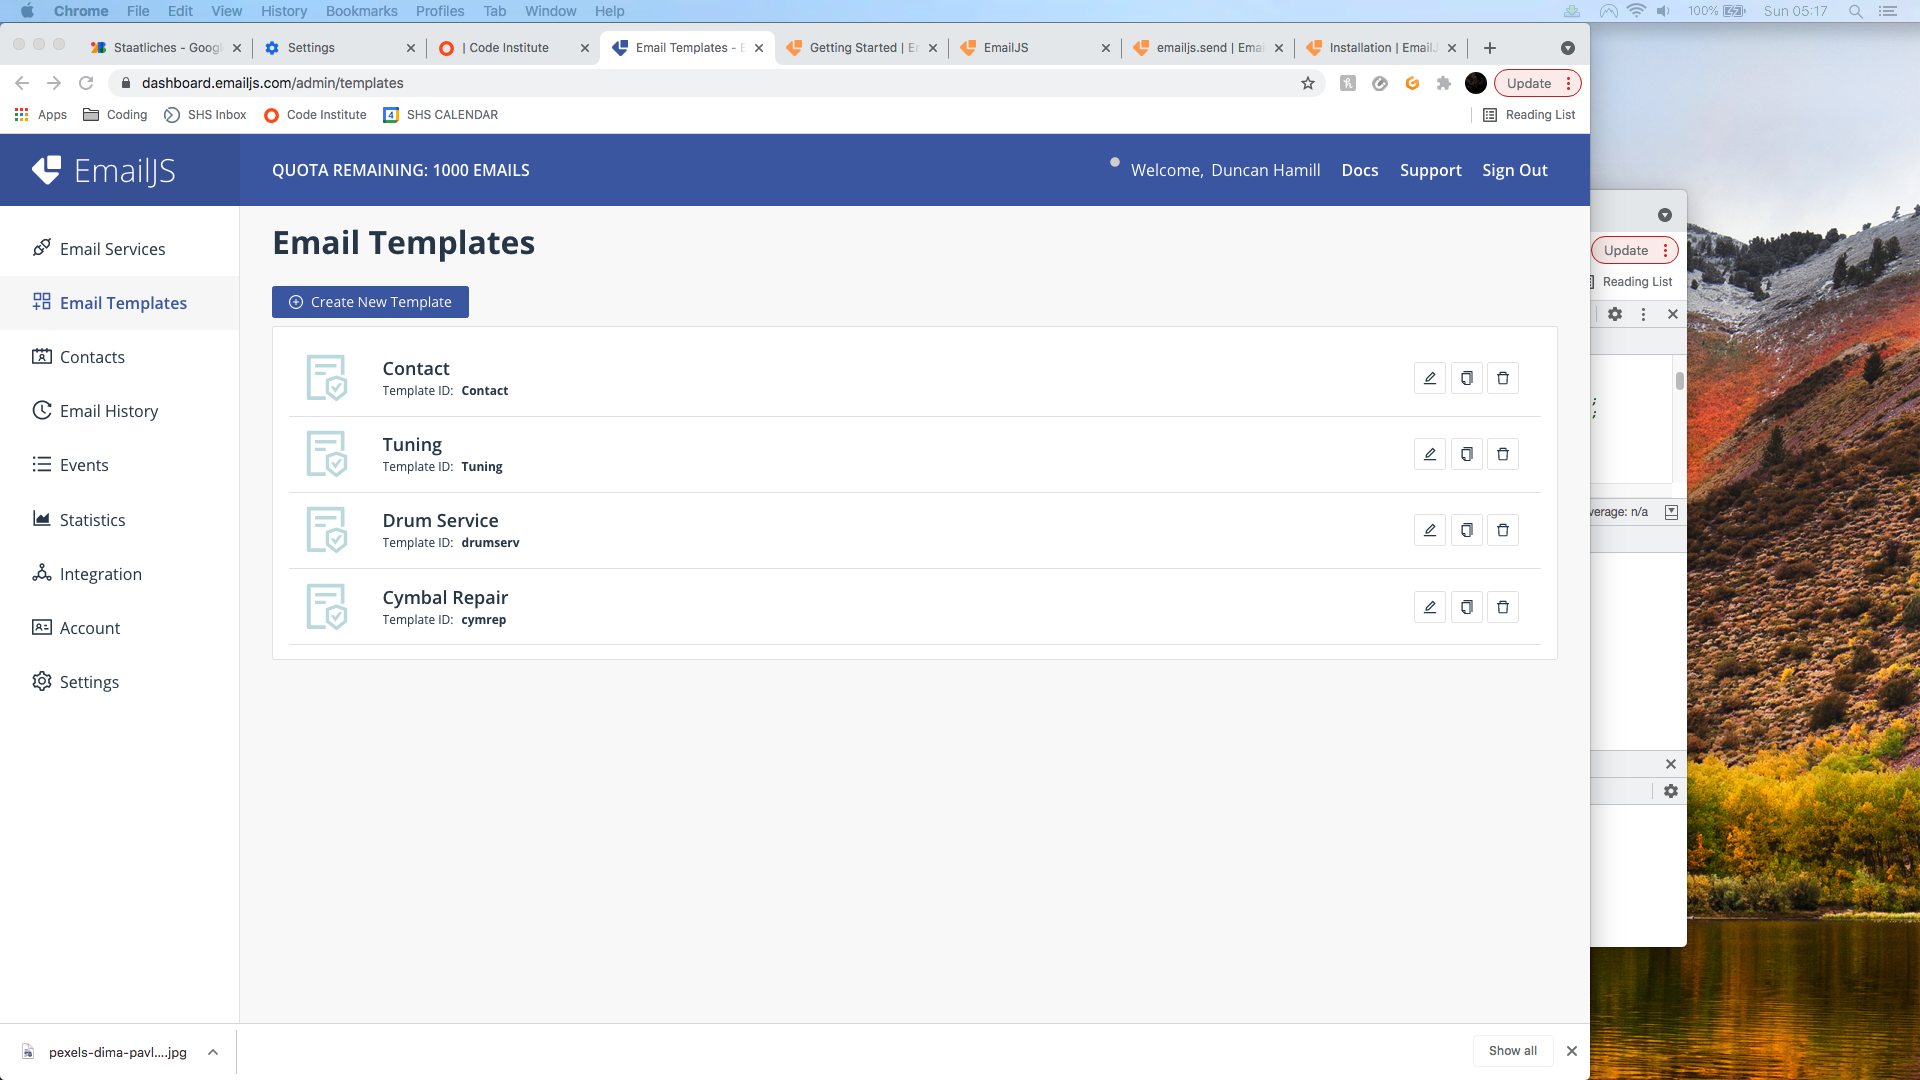 Chrome File Edit View History Bookmarks Profiles Tab Window Help 100% Sun 05:17
Staatliches - Googl Settings | Code Institute Email Templates - E Getting Started | En EmailJS emailjs.send | Emai Installation | EmailJ
dashboard.emailjs.com/admin/templates Update
Apps Coding SHS Inbox Code Institute 4 SHS CALENDAR Reading List
EmailJS QUOTA REMAINING: 1000 EMAILS Welcome, Duncan Hamill Docs Support Sign Out
Email Services
Email Templates
Contacts
Email History
Events
Statistics
Integration
Account
Settings
Email Templates
Create New Template
Contact
Template ID: Contact
Tuning
Template ID: Tuning
Drum Service
Template ID: drumserv
Cymbal Repair
Template ID: cymrep
Update
Reading List
;
;
verage: n/a
pexels-dima-pavl....jpg Show all